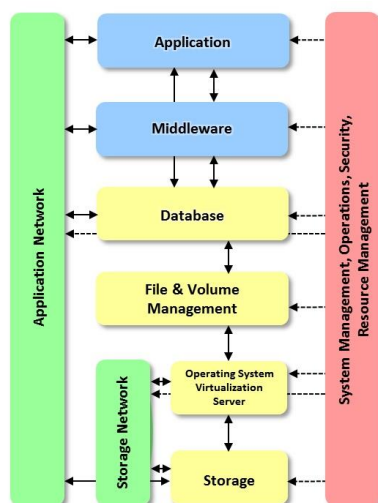 Application
Middleware
Database
File & Volume
Management
Operating System
Virtualization
Server
Storage
Application Network
Storage Network
System Management, Operations, Security,
Resource Management